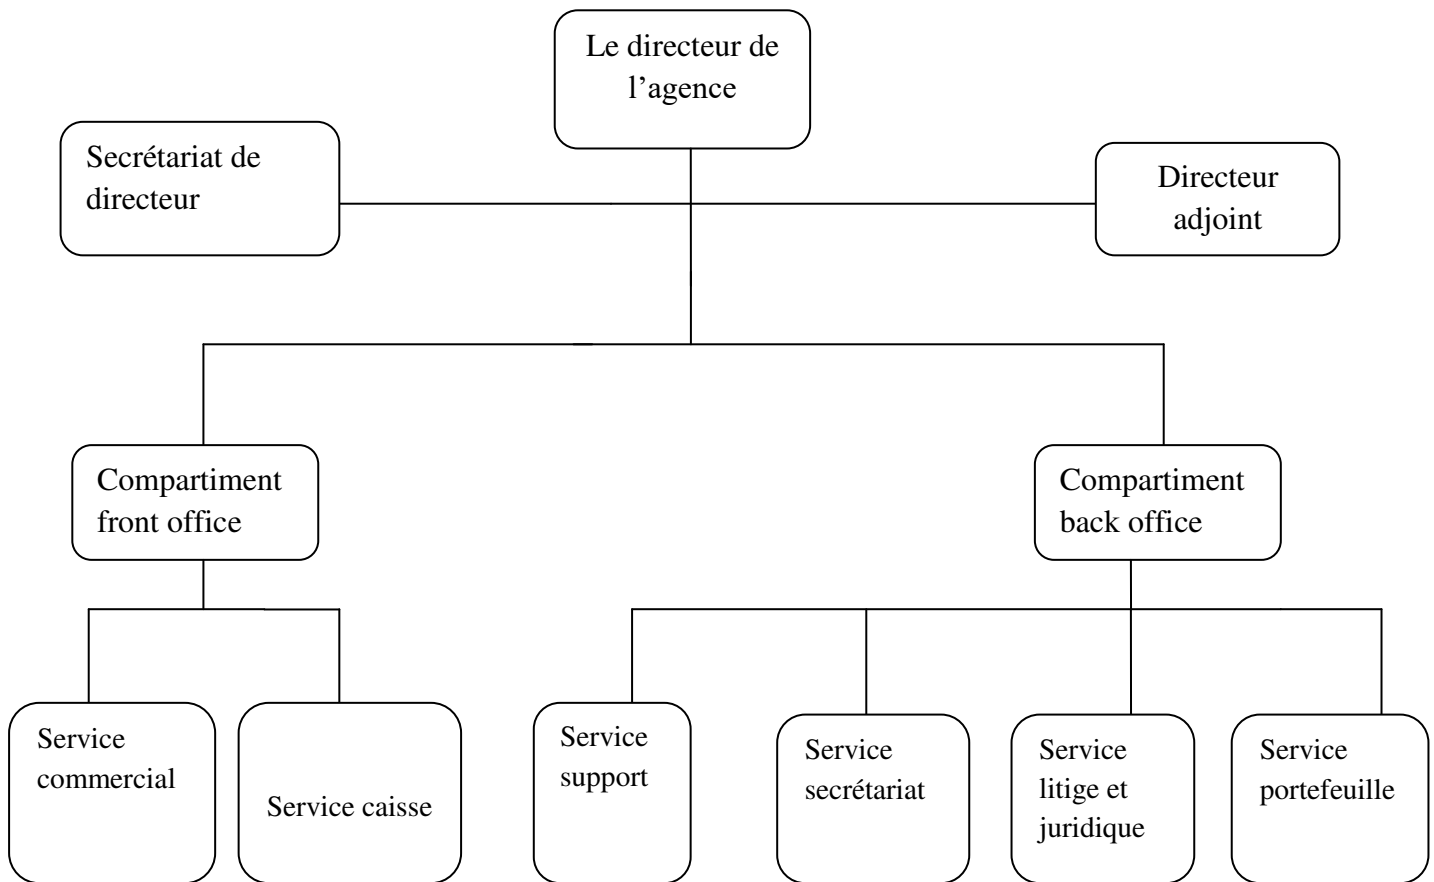 Le directeur de
l’agence
Secrétariat de
directeur
Directeur
adjoint
Compartiment
front office
Compartiment
back office
Service
commercial
Service caisse
Service
support
Service
secrétariat
Service
litige et
juridique
Service
portefeuille